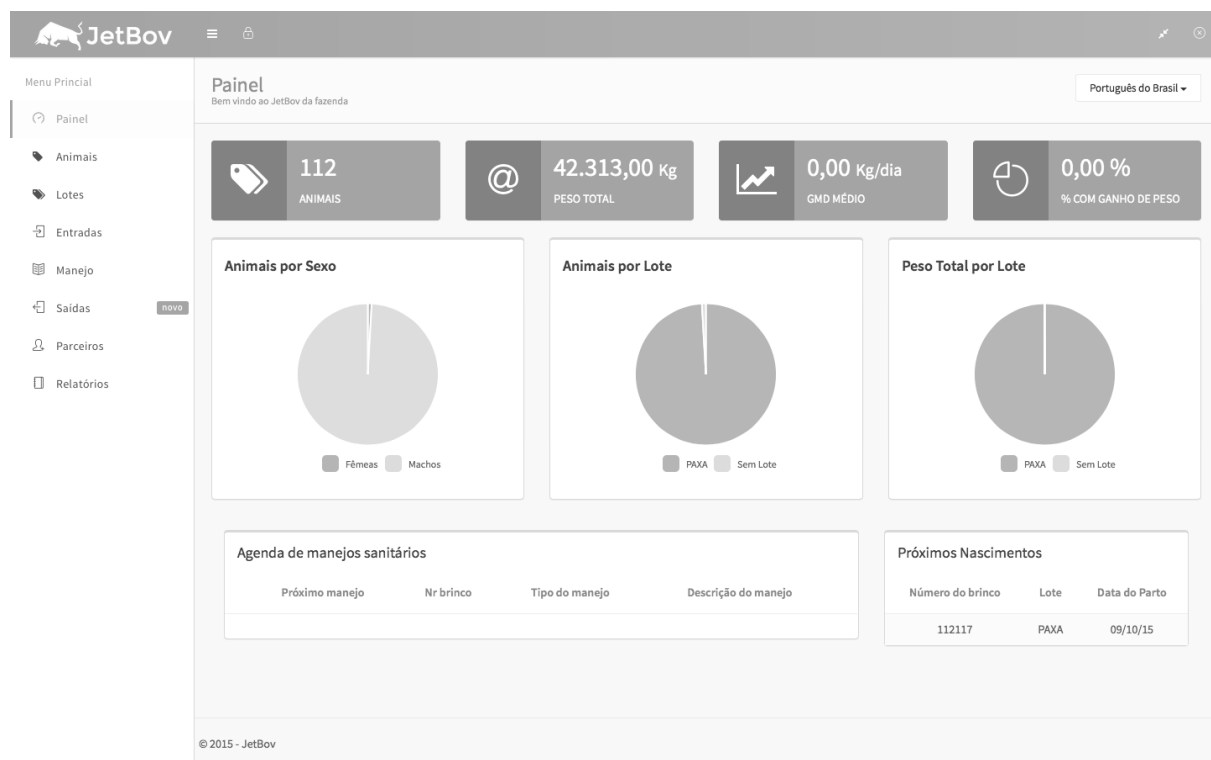 JetBov
Menu Princial
Painel
Animais
Lotes
Entradas
Manejo
Saídas novo
Parceiros
Relatórios
Painel
Bem vindo ao JetBov da fazenda
Português do Brasil
112
ANIMAIS
@
42.313,00 Kg
PESO TOTAL
0,00 Kg/dia
GMD MÉDIO
0,00 %
% COM GANHO DE PESO
Animais por Sexo
Fêmeas Machos
Animais por Lote
PAXA Sem Lote
Peso Total por Lote
PAXA Sem Lote
Agenda de manejos sanitários
Próximo manejo Nr brinco Tipo do manejo Descrição do manejo
Próximos Nascimentos
Número do brinco Lote Data do Parto
112117 PAXA 09/10/15
© 2015 - JetBov